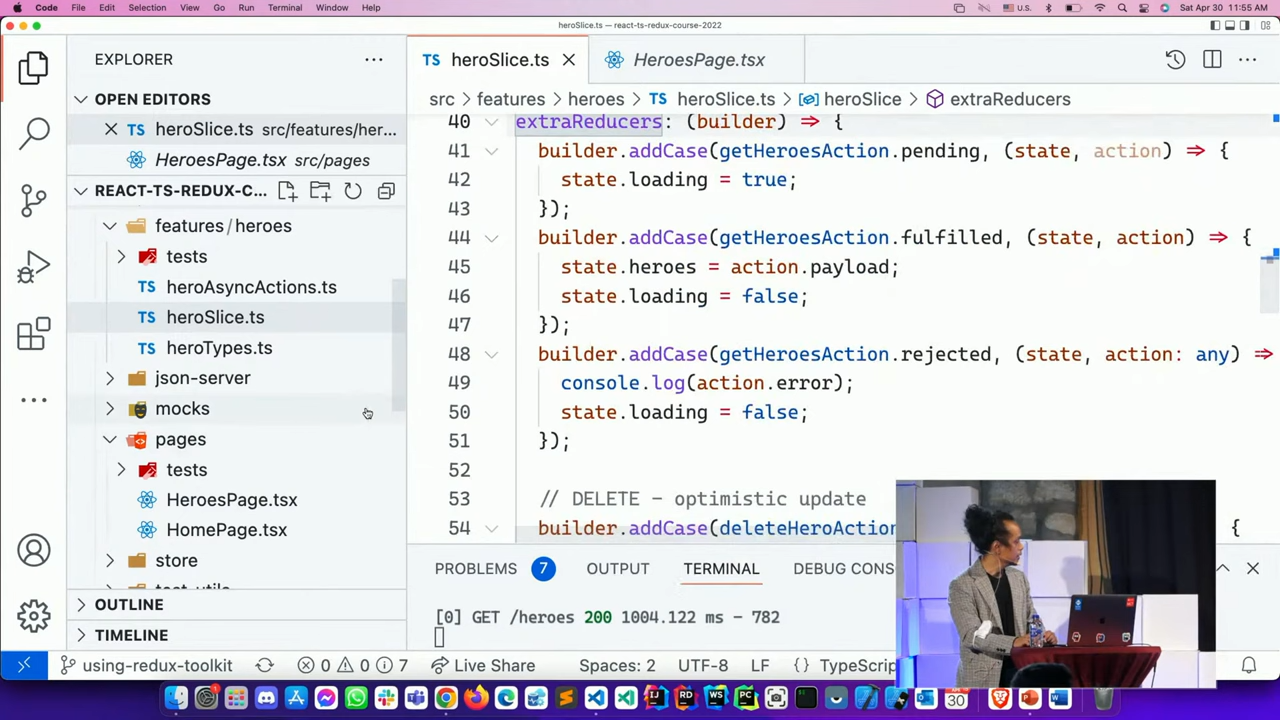 Code File Edit Selection View Go Run Terminal Window Help U.S. Sat Apr 30 11:55 AM
heroSlice.ts — react-ts-redux-course-2022
EXPLORER
OPEN EDITORS
TS heroSlice.ts src/features/her...
HeroesPage.tsx src/pages
REACT-TS-REDUX-C...
features/heroes
tests
TS heroAsyncActions.ts
TS heroSlice.ts
TS heroTypes.ts
json-server
mocks
pages
tests
HeroesPage.tsx
HomePage.tsx
store
OUTLINE
TIMELINE
TS heroSlice.ts
HeroesPage.tsx
src features heroes TS heroSlice.ts heroSlice extraReducers
40 extraReducers: (builder) => {
41 builder.addCase(getHeroesAction.pending, (state, action) => {
42 state.loading = true;
43 });
44 builder.addCase(getHeroesAction.fulfilled, (state, action) => {
45 state.heroes = action.payload;
46 state.loading = false;
47 });
48 builder.addCase(getHeroesAction.rejected, (state, action: any) =>
49 console.log(action.error);
50 state.loading = false;
51 });
52
53 // DELETE - optimistic update
54 builder.addCase(deleteHeroAction {
PROBLEMS 7 OUTPUT TERMINAL DEBUG CONS
[0] GET /heroes 200 1004.122 ms - 782
using-redux-toolkit 0 0 7 Live Share Spaces: 2 UTF-8 LF {} TypeScrip